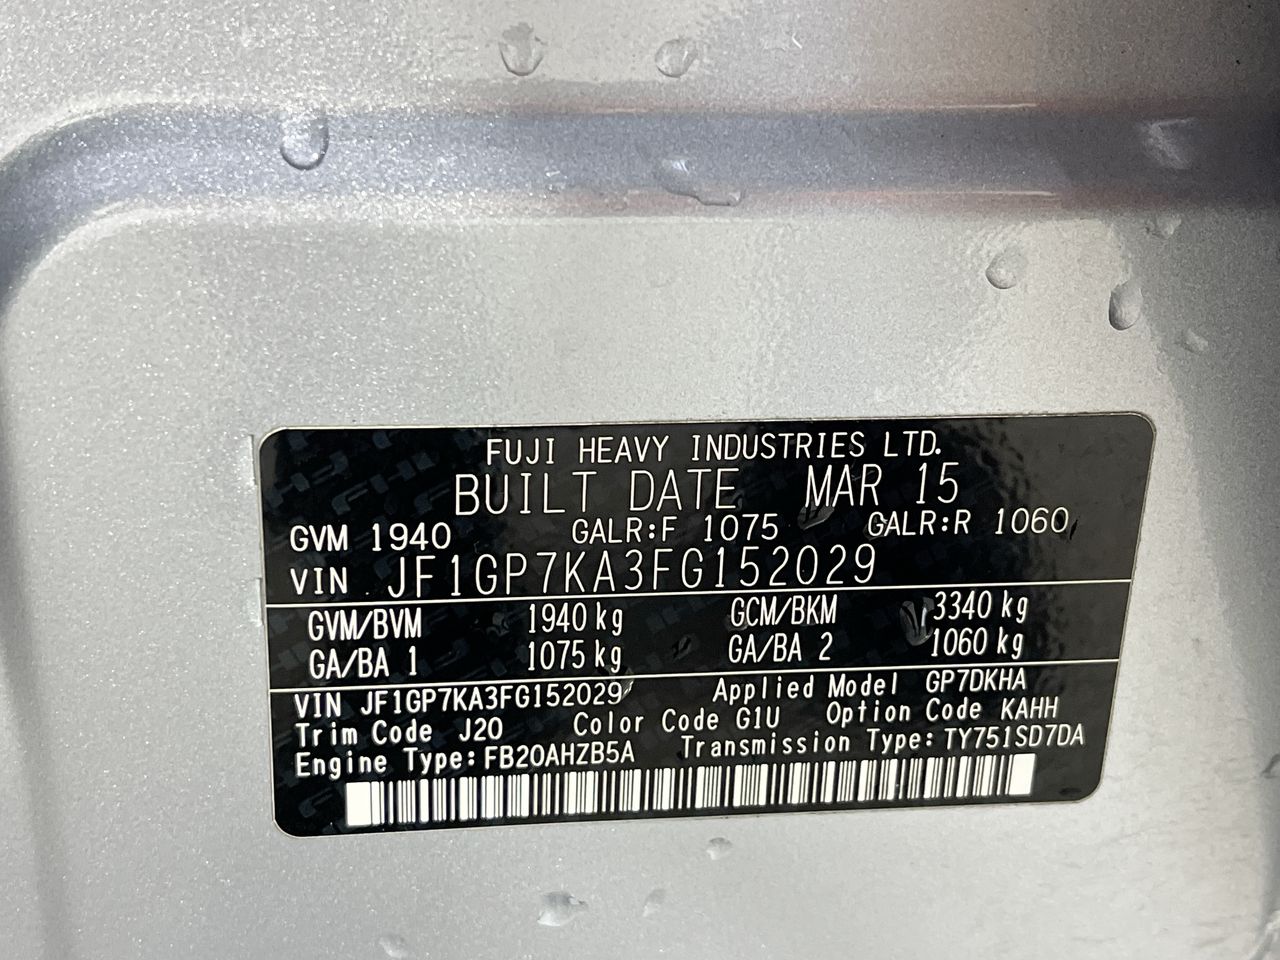 FUJI HEAVY INDUSTRIES LTD.
BUILT DATE MAR 15
GVM 1940 GALR:F 1075 GALR:R 1060
VIN JF1GP7KA3FG152029
GVM/BVM 1940 kg GCM/BKM 3340 kg
GA/BA 1 1075 kg GA/BA 2 1060 kg
VIN JF1GP7KA3FG152029 Applied Model GP7DKHA
Trim Code J20 Color Code G1U Option Code KAHH
Engine Type:FB20AHZB5A Transmission Type:TY751SD7DA